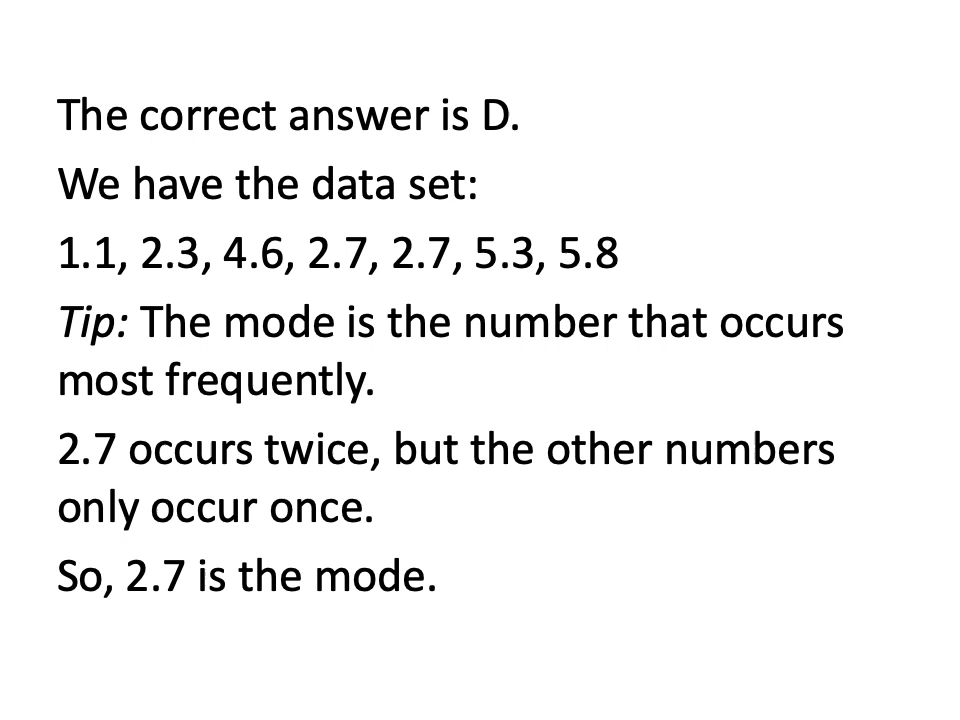 The correct answer is D.
We have the data set:
1.1, 2.3, 4.6, 2.7, 2.7, 5.3, 5.8
Tip: The mode is the number that occurs
most frequently.
2.7 occurs twice, but the other numbers
only occur once.
So, 2.7 is the mode.